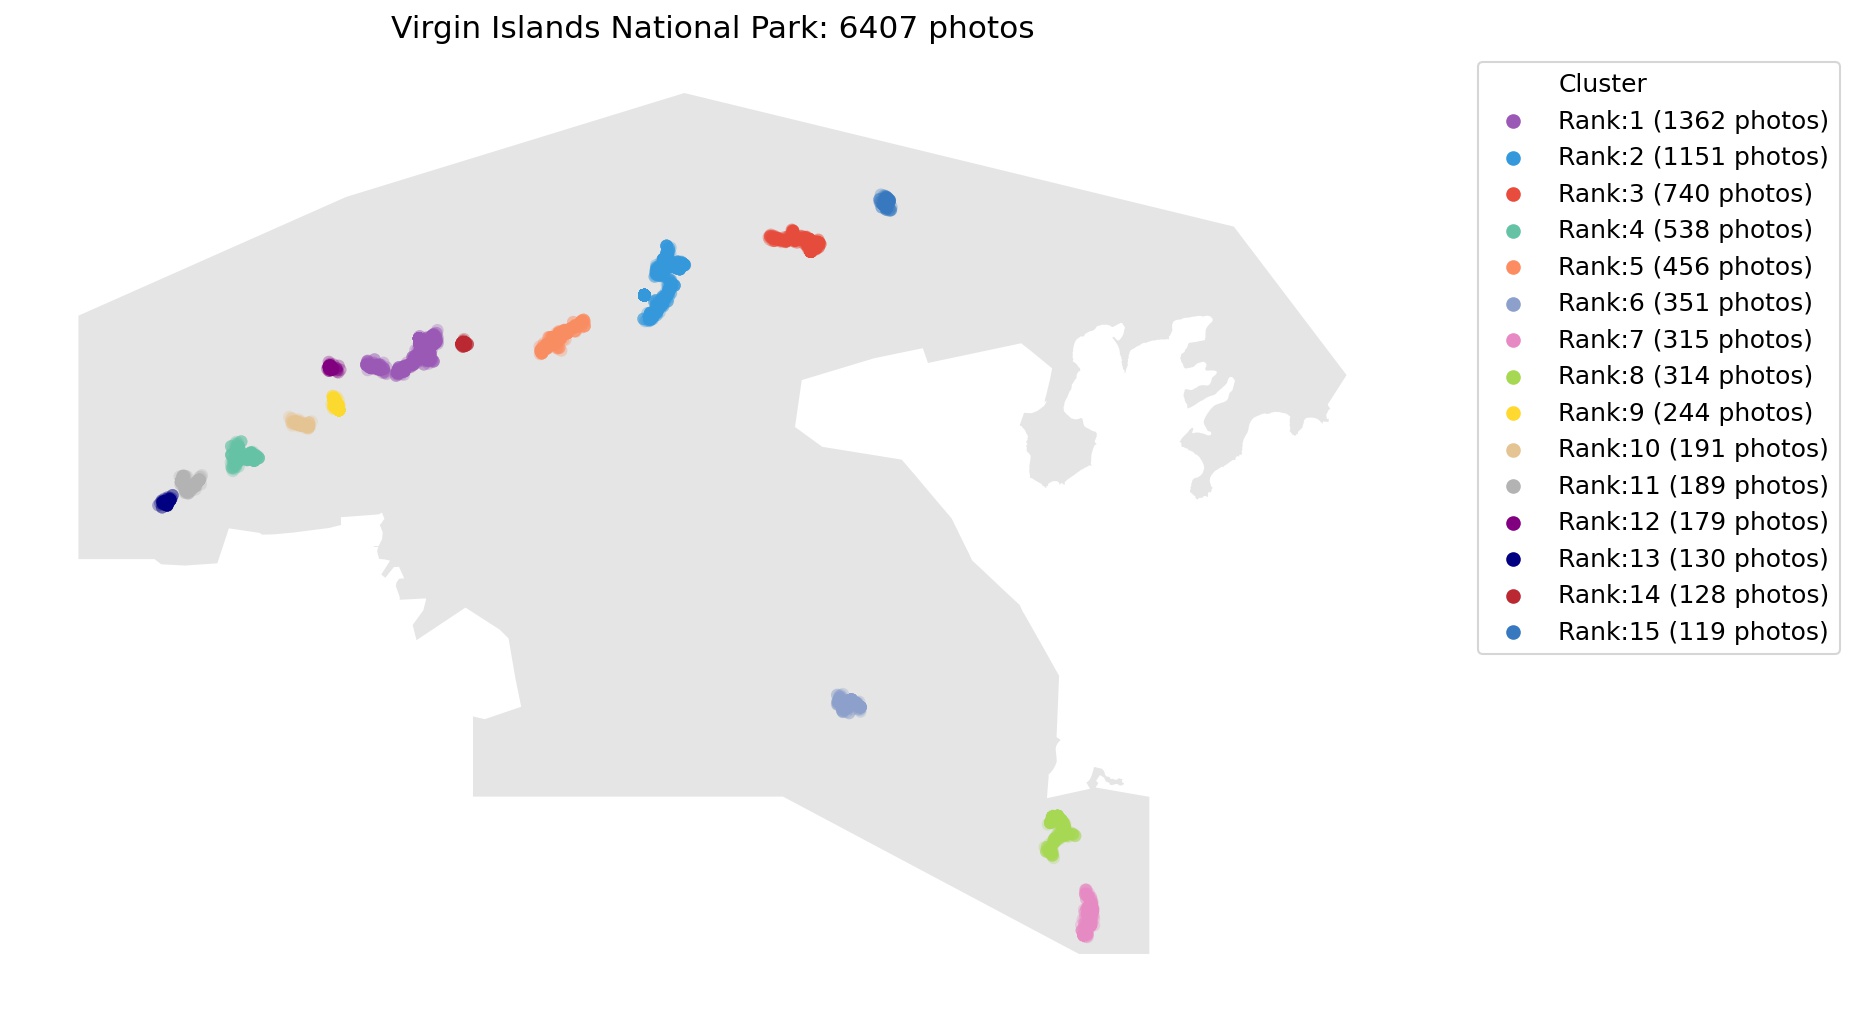 Virgin Islands National Park: 6407 photos
Cluster
Rank:1 (1362 photos)
Rank:2 (1151 photos)
Rank:3 (740 photos)
Rank:4 (538 photos)
Rank:5 (456 photos)
Rank:6 (351 photos)
Rank:7 (315 photos)
Rank:8 (314 photos)
Rank:9 (244 photos)
Rank:10 (191 photos)
Rank:11 (189 photos)
Rank:12 (179 photos)
Rank:13 (130 photos)
Rank:14 (128 photos)
Rank:15 (119 photos)